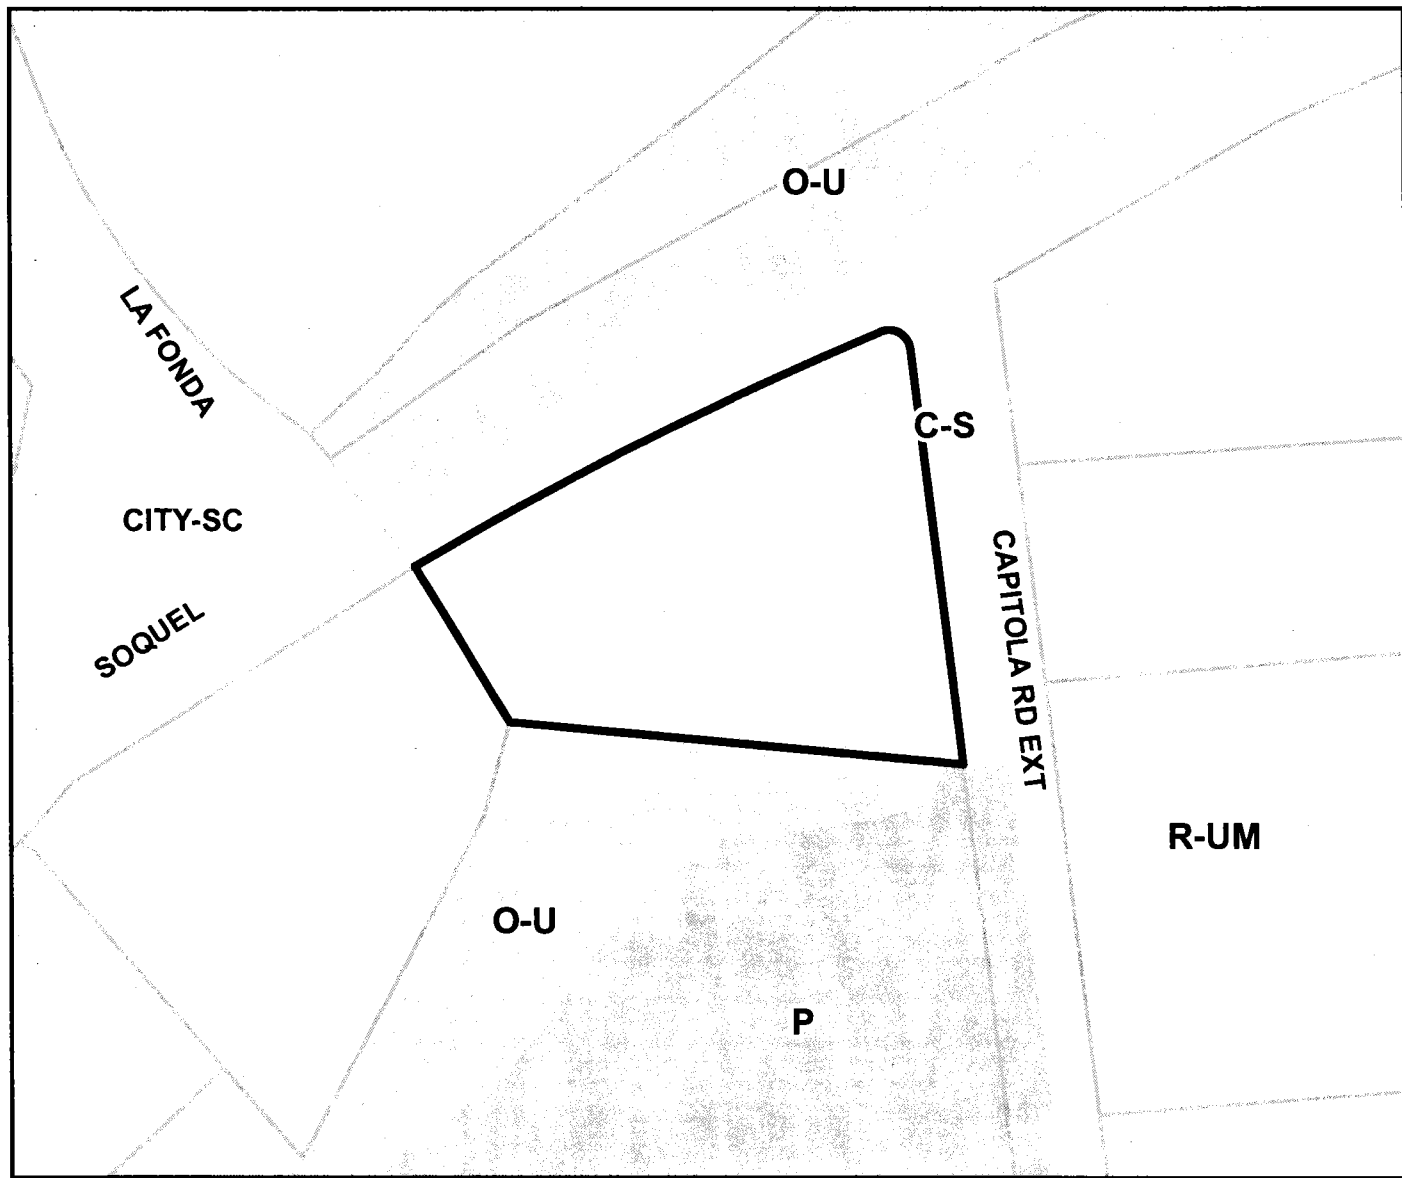 O-U
LA FONDA
C-S
CITY-SC
SOQUEL
CAPITOLA RD EXT
R-UM
O-U
P